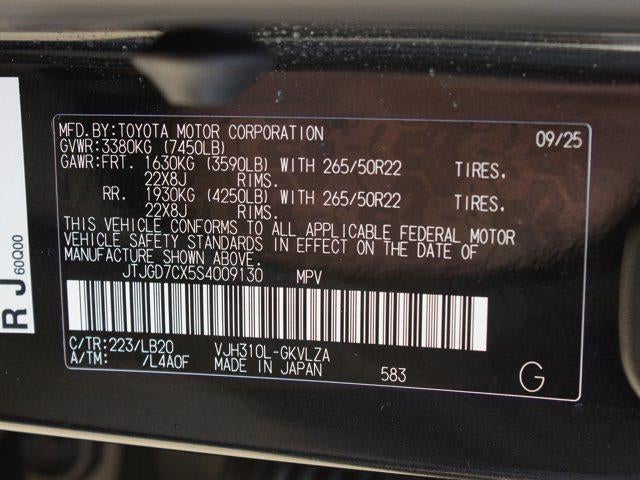 MFD.BY:TOYOTA MOTOR CORPORATION 09/25
GVWR:3380KG (7450LB)
GAWR:FRT. 1630KG (3590LB) WITH 265/50R22 TIRES.
22X8J RIMS.
RR. 1930KG (4250LB) WITH 265/50R22 TIRES.
22X8J RIMS.
THIS VEHICLE CONFORMS TO ALL APPLICABLE FEDERAL MOTOR
VEHICLE SAFETY STANDARDS IN EFFECT ON THE DATE OF
MANUFACTURE SHOWN ABOVE.
JTJGD7CX5S4009130 MPV
C/TR:223/LB20 VJH310L-GKVLZA
A/TM: /L4A0F MADE IN JAPAN 583
G
RJ
60Q00